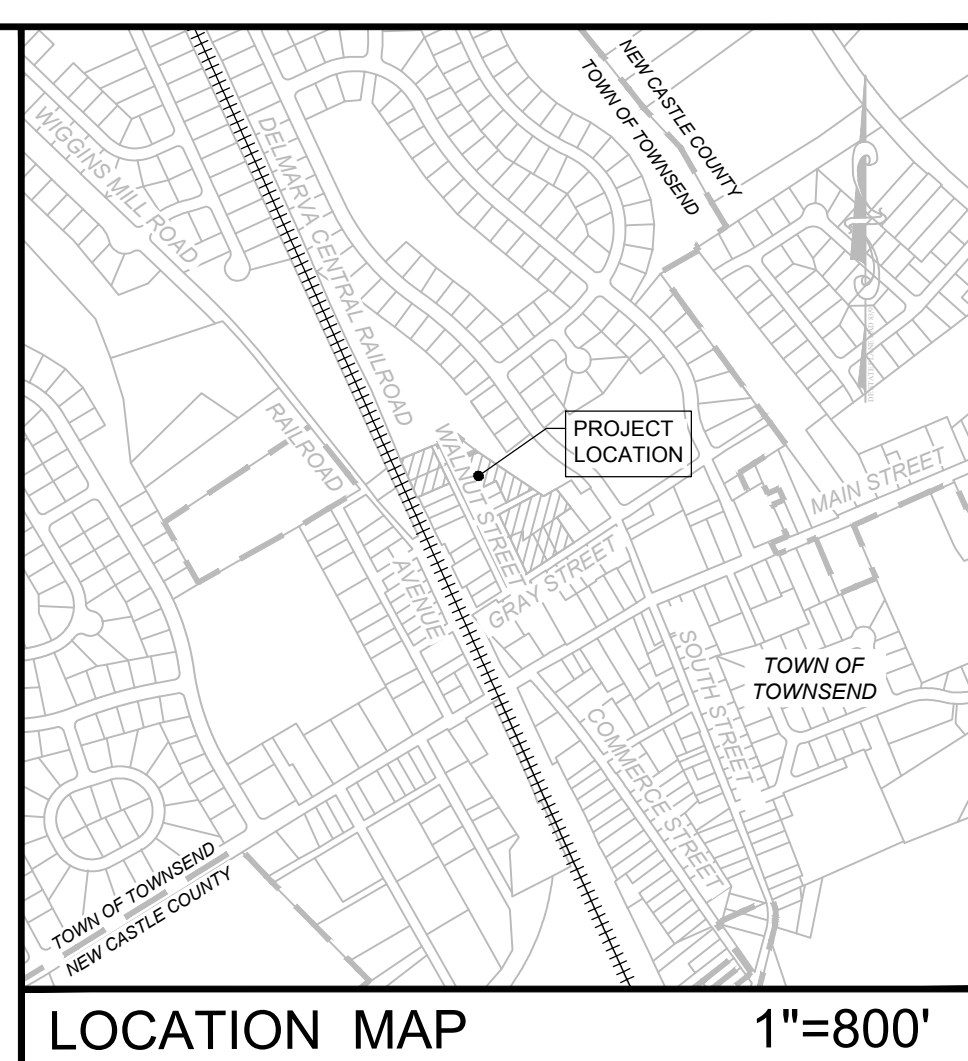 NEW CASTLE COUNTY
TOWN OF TOWNSEND
WIGGINS MILL ROAD
DELMARVA CENTRAL RAILROAD
RAILROAD
AVENUE
WALNUT STREET
PROJECT
LOCATION
MAIN STREET
GRAY STREET
SOUTH STREET
TOWN OF
TOWNSEND
COMMERCE STREET
TOWN OF TOWNSEND
NEW CASTLE COUNTY
LOCATION MAP
1"=800'